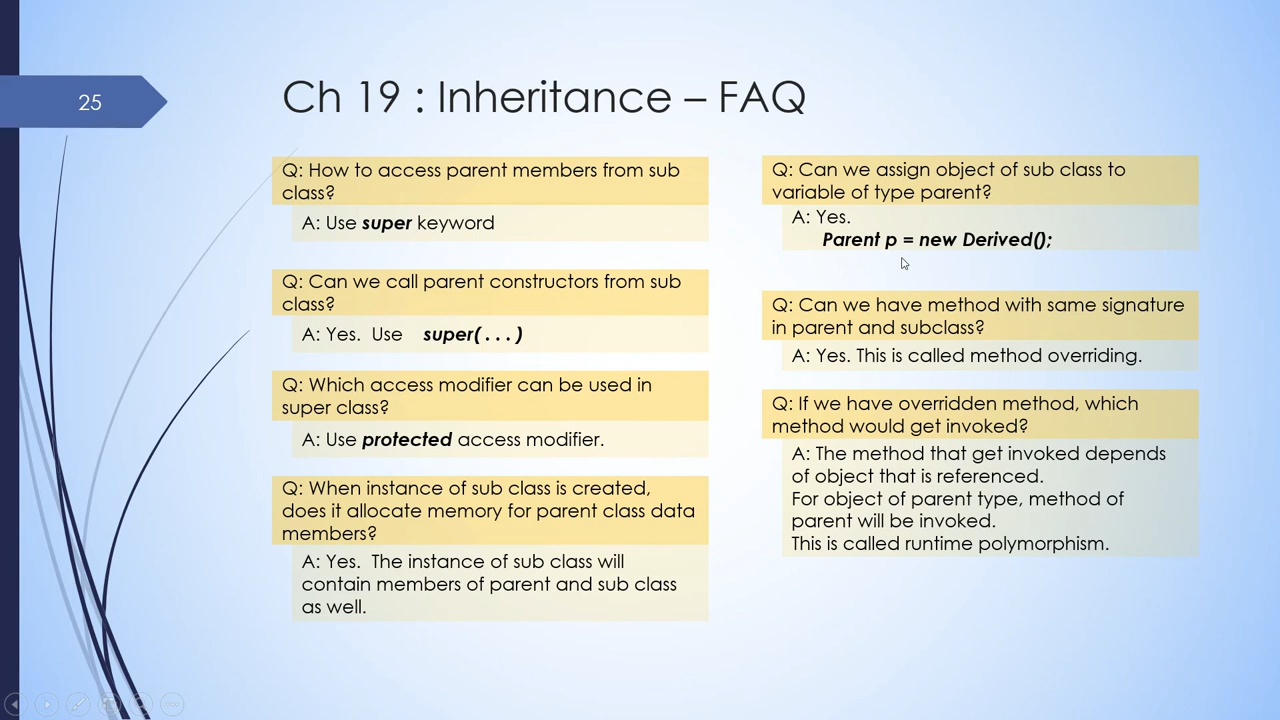 25
Ch 19 : Inheritance – FAQ
Q: How to access parent members from sub
class?
A: Use super keyword
Q: Can we call parent constructors from sub
class?
A: Yes. Use super( . . . )
Q: Which access modifier can be used in
super class?
A: Use protected access modifier.
Q: When instance of sub class is created,
does it allocate memory for parent class data
members?
A: Yes. The instance of sub class will
contain members of parent and sub class
as well.
Q: Can we assign object of sub class to
variable of type parent?
A: Yes.
Parent p = new Derived();
Q: Can we have method with same signature
in parent and subclass?
A: Yes. This is called method overriding.
Q: If we have overridden method, which
method would get invoked?
A: The method that get invoked depends
of object that is referenced.
For object of parent type, method of
parent will be invoked.
This is called runtime polymorphism.